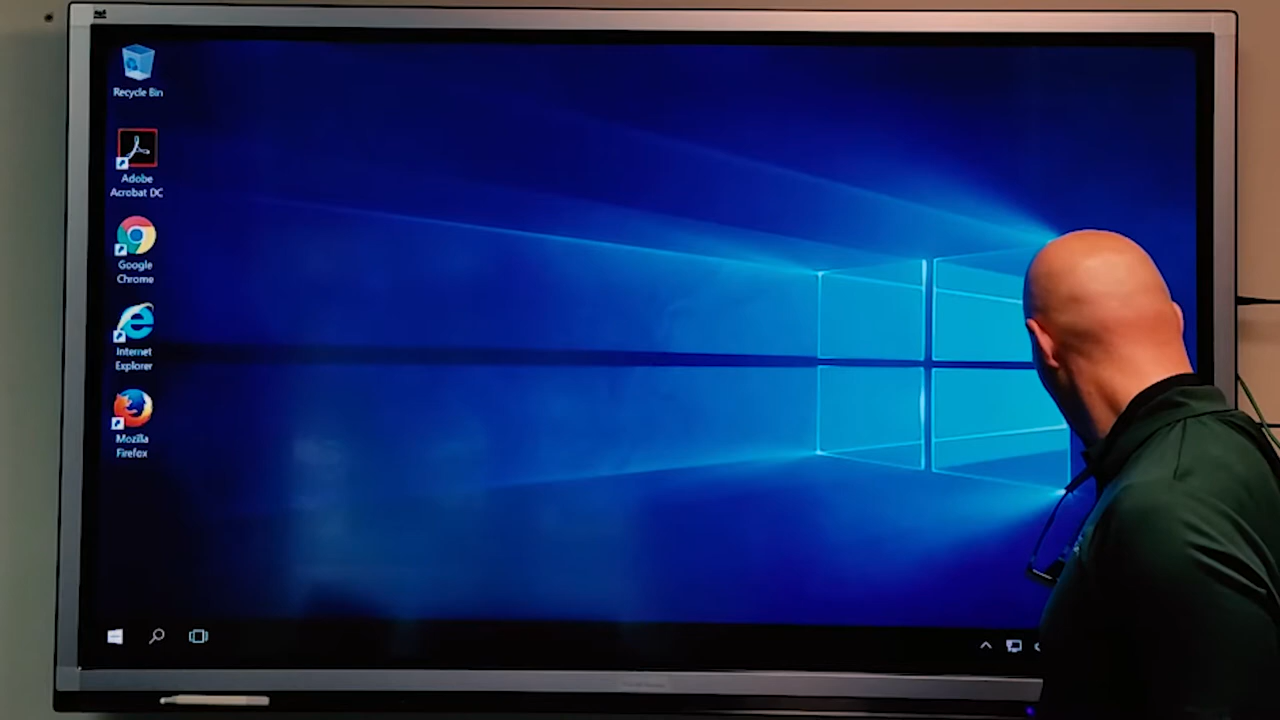 Recycle Bin
Adobe
Acrobat DC
Google
Chrome
Internet
Explorer
Mozilla
Firefox